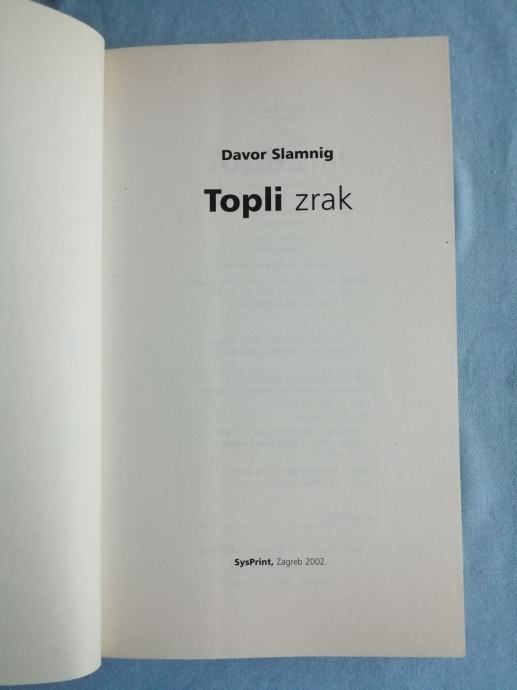 Davor Slamnig
Topli zrak
SysPrint, Zagreb 2002.